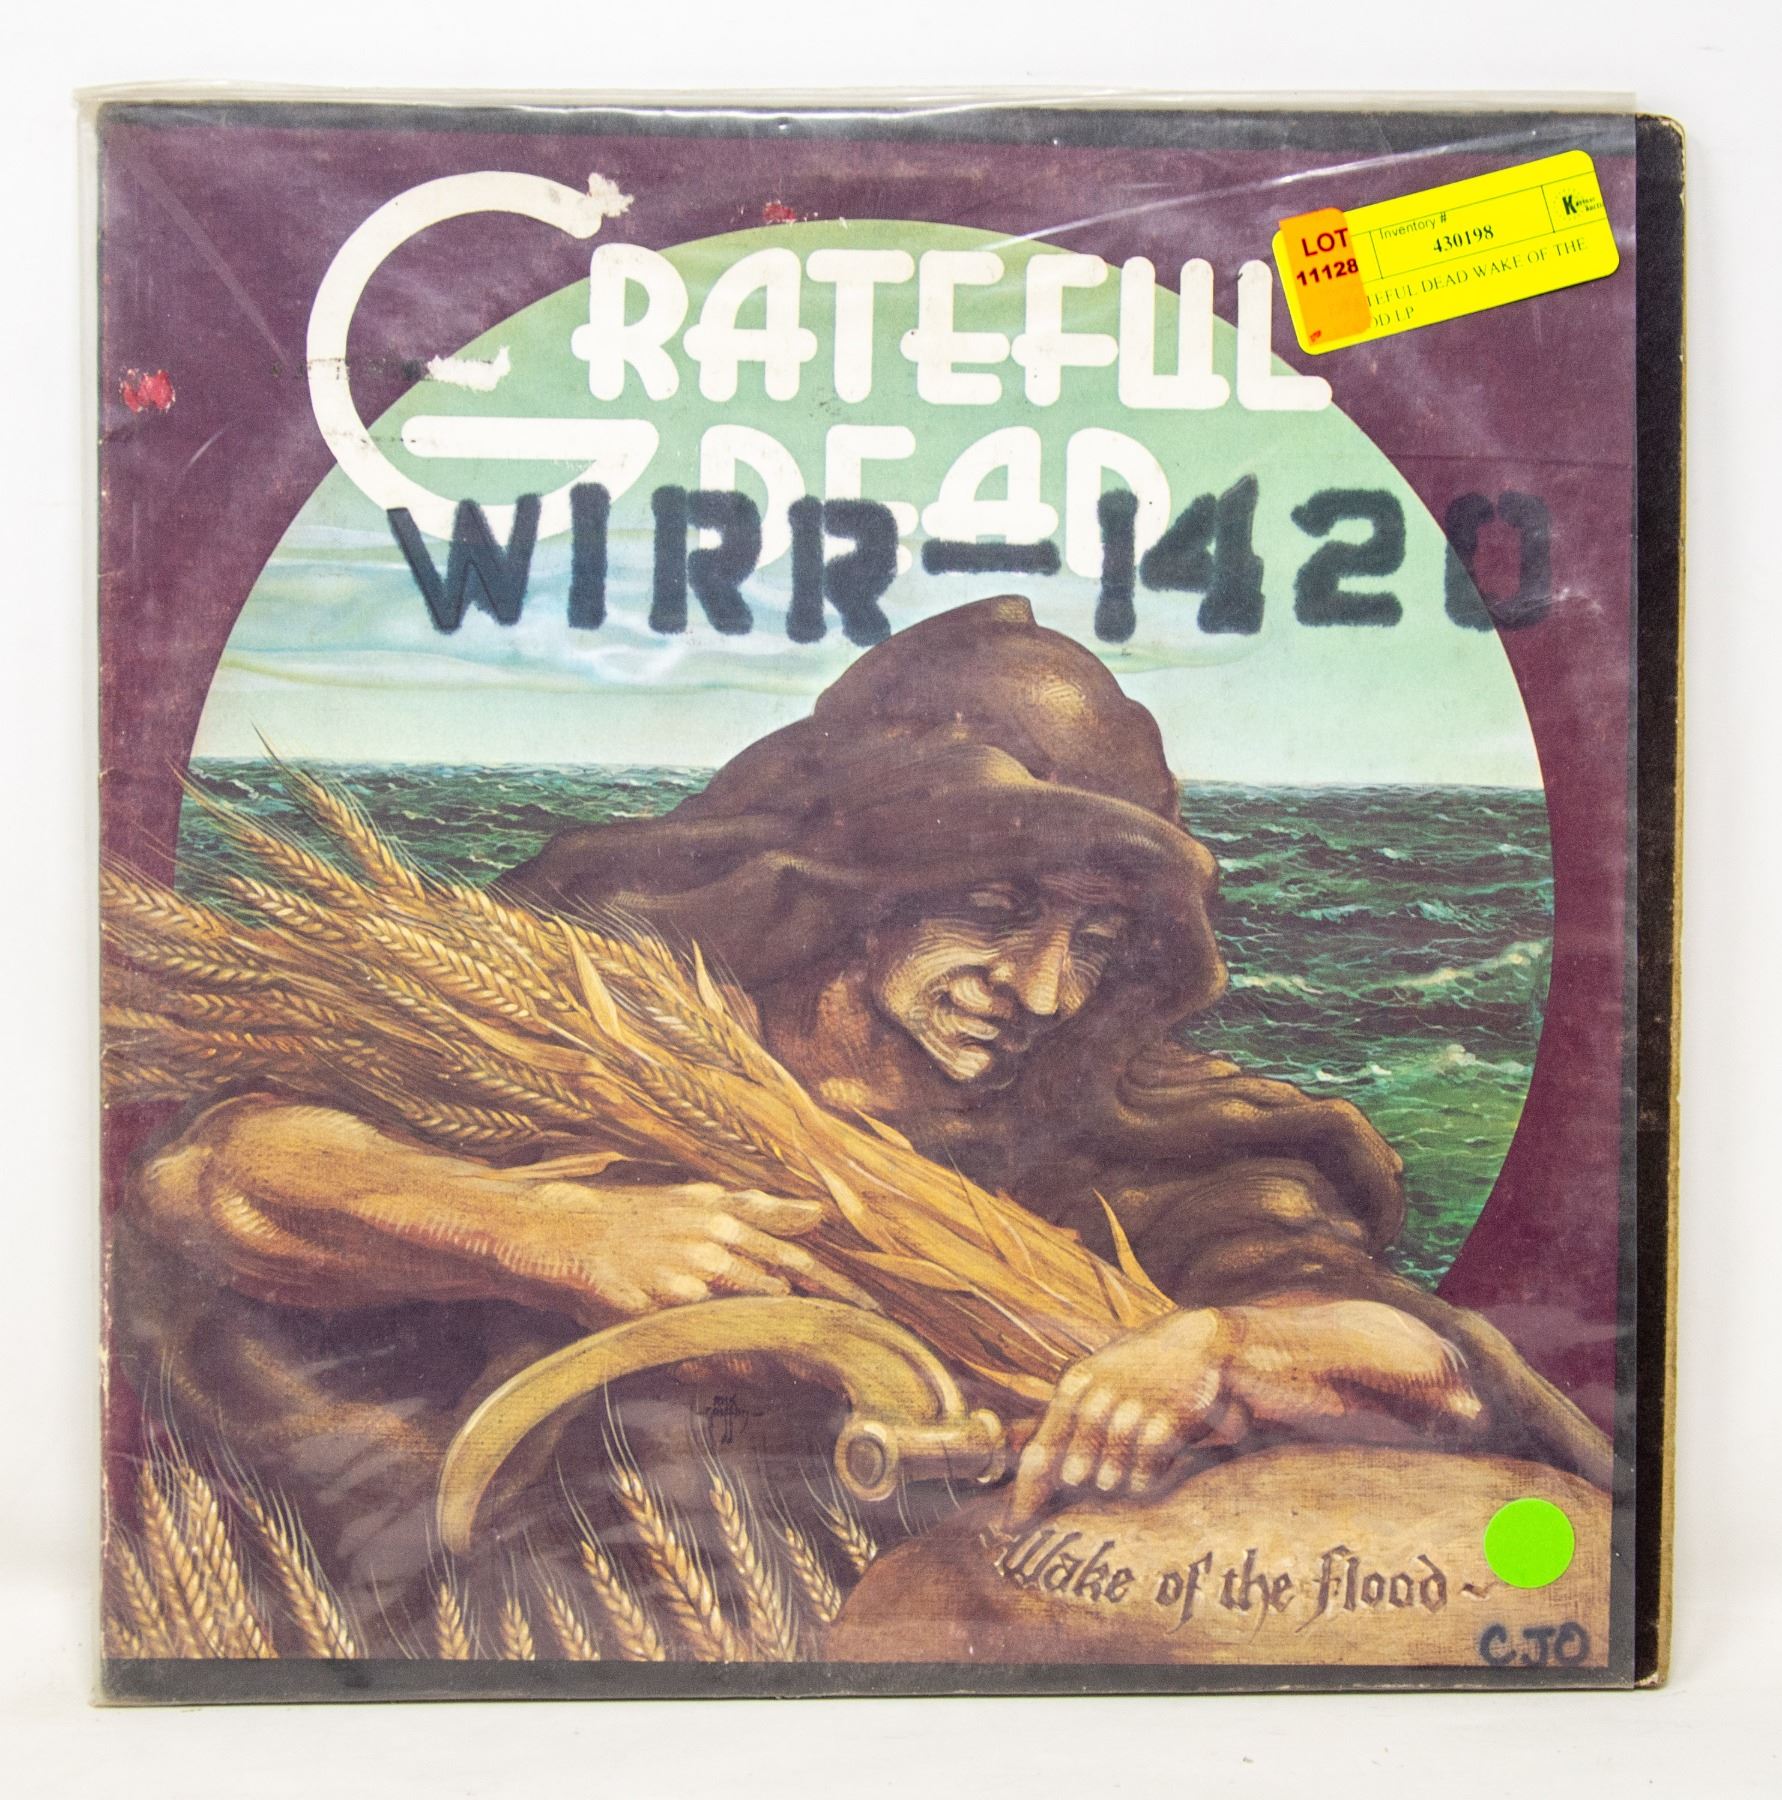 GRATEFUL
DEAD
WIRR-1420
LOT
11128
Inventory #
430198
TEFUL DEAD WAKE OF THE
OD LP
Wake of the flood ~
CJO